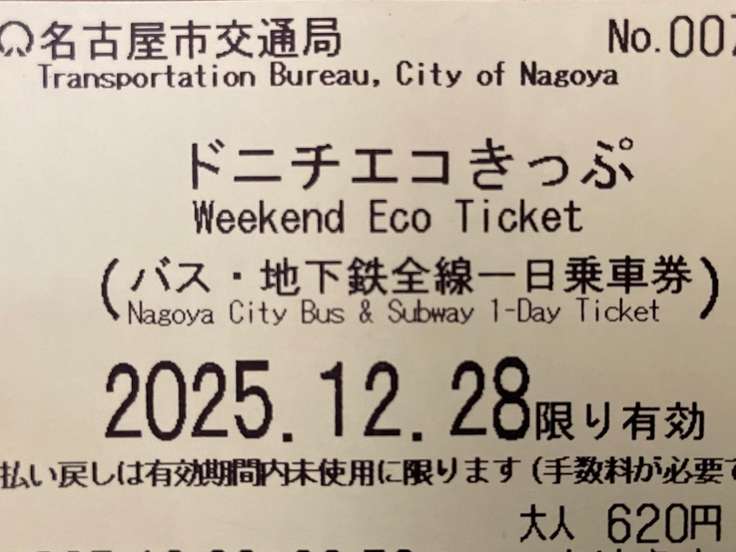 名古屋市交通局 No.007
Transportation Bureau, City of Nagoya
ドニチエコきっぷ
Weekend Eco Ticket
(バス・地下鉄全線一日乗車券)
Nagoya City Bus & Subway 1-Day Ticket
2025.12.28限り有効
払い戻しは有効期間内未使用に限ります(手数料が必要で
大人 620円